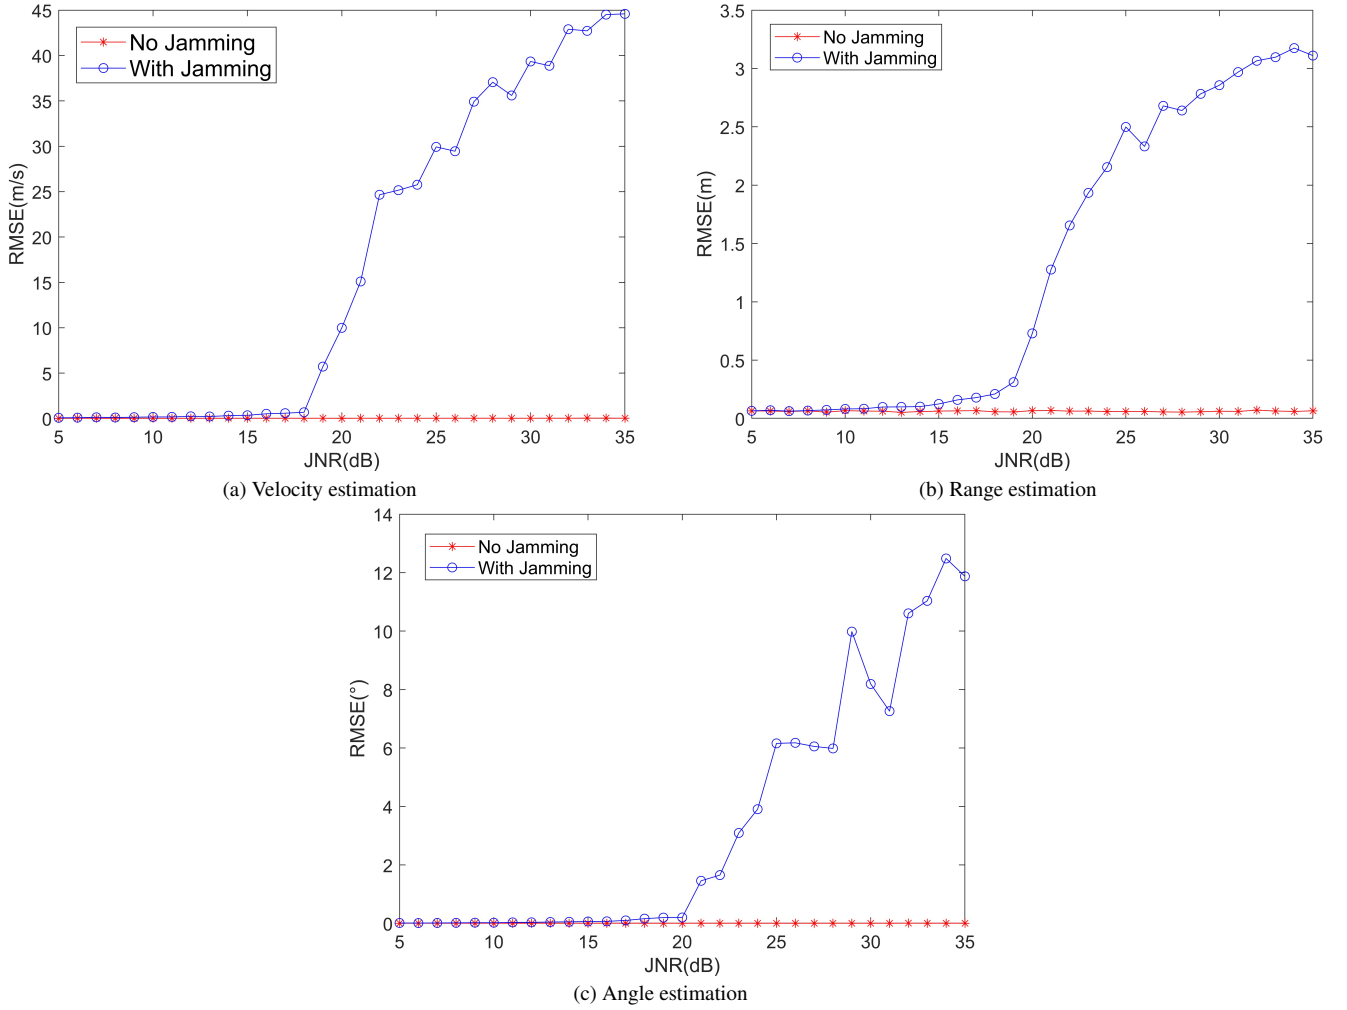 45
40
35
30
25
20
15
10
5
0
RMSE(m/s)
No Jamming
With Jamming
5 10 15 20 25 30 35
JNR(dB)
(a) Velocity estimation
3.5
3
2.5
2
1.5
1
0.5
0
RMSE(m)
No Jamming
With Jamming
5 10 15 20 25 30 35
JNR(dB)
(b) Range estimation
14
12
10
8
6
4
2
0
RMSE(°)
No Jamming
With Jamming
5 10 15 20 25 30 35
JNR(dB)
(c) Angle estimation